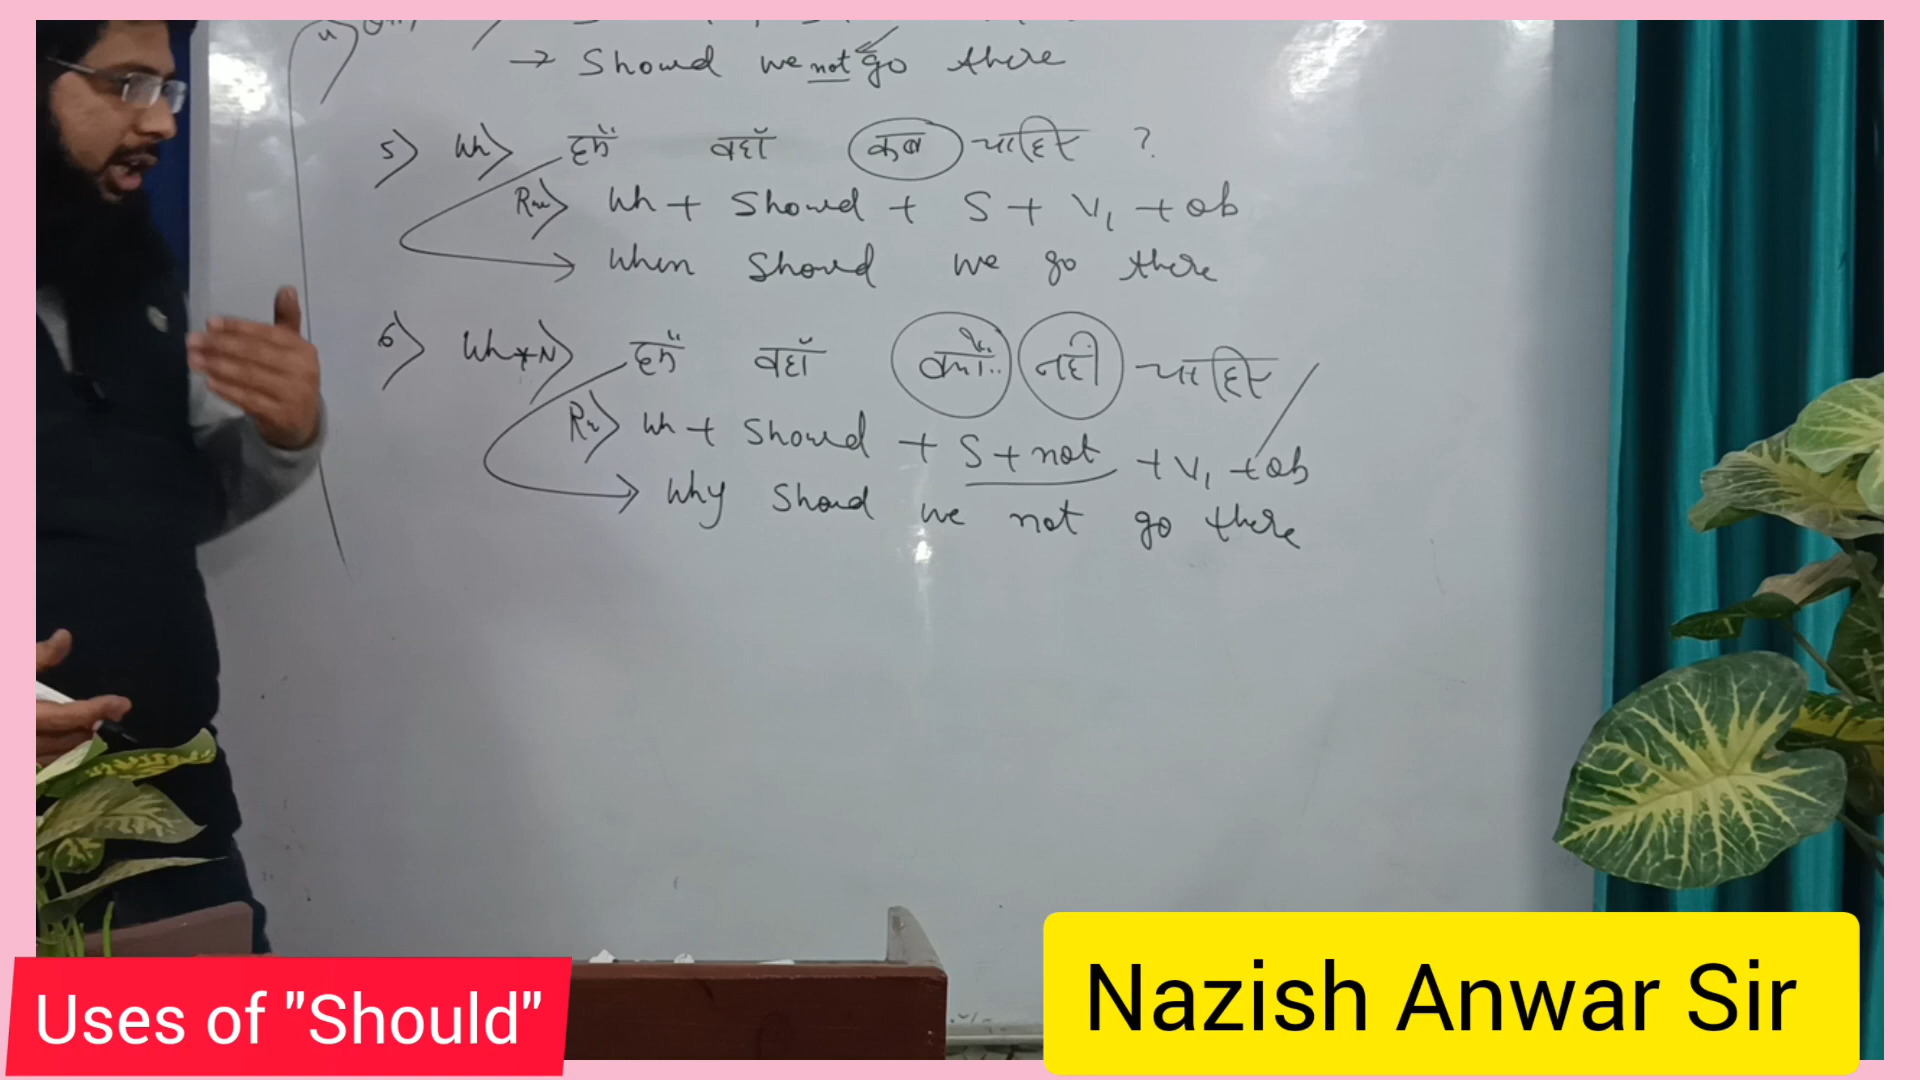 → Should we not go there
5) Wh) हमें वहाँ कब चाहिए ?
Wh + Should + S + V1 + ob
When Should we go there
6) Wh+N) हमें वहाँ क्यों नहीं चाहिए
Wh + Should + S + not + V1 + ob
Why Should we not go there
Uses of "Should"
Nazish Anwar Sir